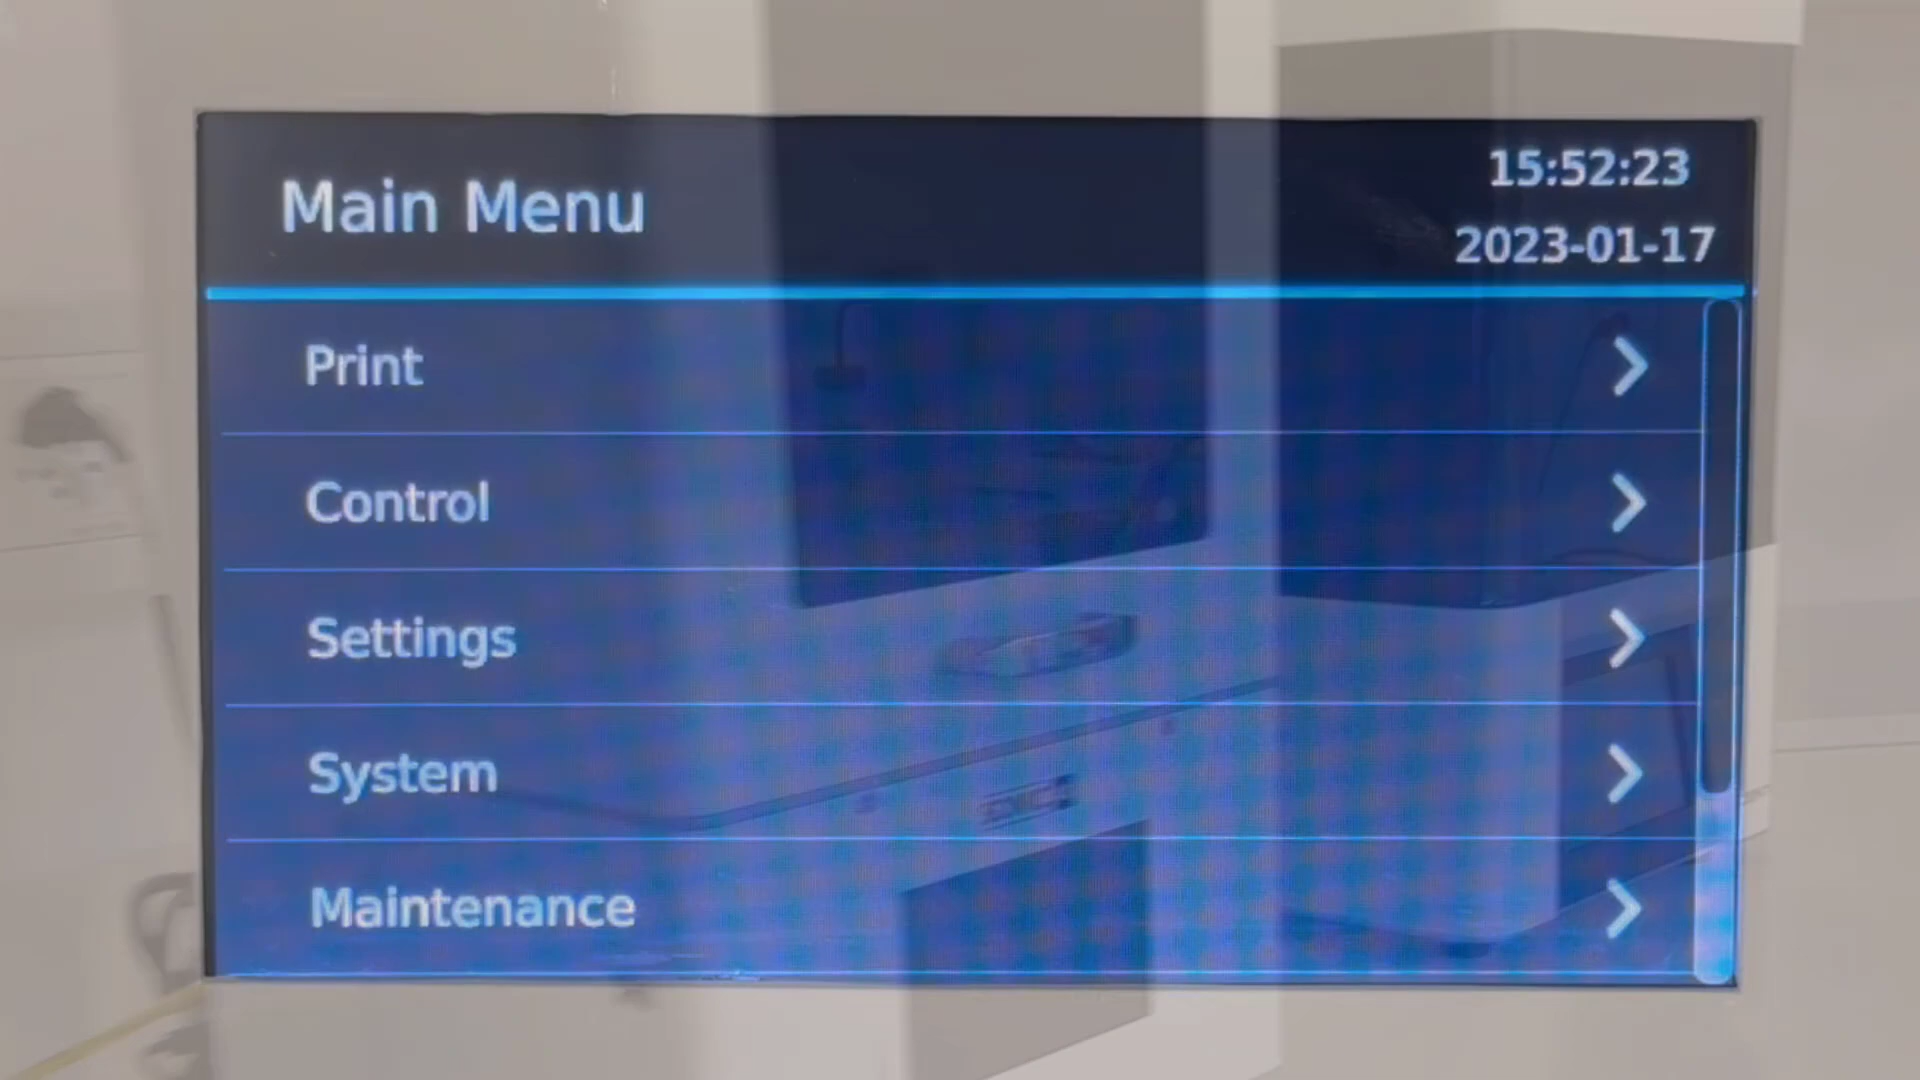 Main Menu
15:52:23
2023-01-17
Print
Control
Settings
System
Maintenance